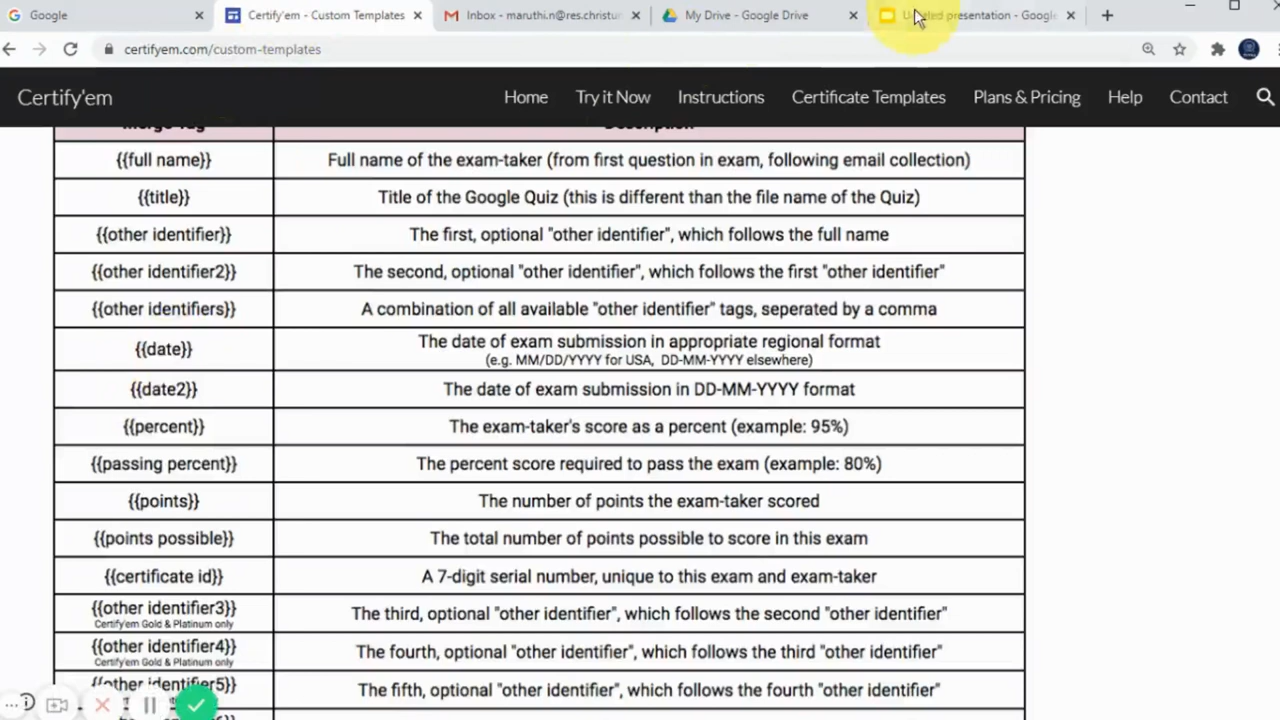 Google
Certify'em - Custom Templates
Inbox - maruthi.n@res.christun
My Drive - Google Drive
Untitled presentation - Google
certifyem.com/custom-templates
Certify'em
Home
Try it Now
Instructions
Certificate Templates
Plans & Pricing
Help
Contact
Merge Tag
Description
{{full name}}
Full name of the exam-taker (from first question in exam, following email collection)
{{title}}
Title of the Google Quiz (this is different than the file name of the Quiz)
{{other identifier}}
The first, optional "other identifier", which follows the full name
{{other identifier2}}
The second, optional "other identifier", which follows the first "other identifier"
{{other identifiers}}
A combination of all available "other identifier" tags, seperated by a comma
{{date}}
The date of exam submission in appropriate regional format
(e.g. MM/DD/YYYY for USA, DD-MM-YYYY elsewhere)
{{date2}}
The date of exam submission in DD-MM-YYYY format
{{percent}}
The exam-taker's score as a percent (example: 95%)
{{passing percent}}
The percent score required to pass the exam (example: 80%)
{{points}}
The number of points the exam-taker scored
{{points possible}}
The total number of points possible to score in this exam
{{certificate id}}
A 7-digit serial number, unique to this exam and exam-taker
{{other identifier3}}
Certify'em Gold & Platinum only
The third, optional "other identifier", which follows the second "other identifier"
{{other identifier4}}
Certify'em Gold & Platinum only
The fourth, optional "other identifier", which follows the third "other identifier"
{{other identifier5}}
The fifth, optional "other identifier", which follows the fourth "other identifier"